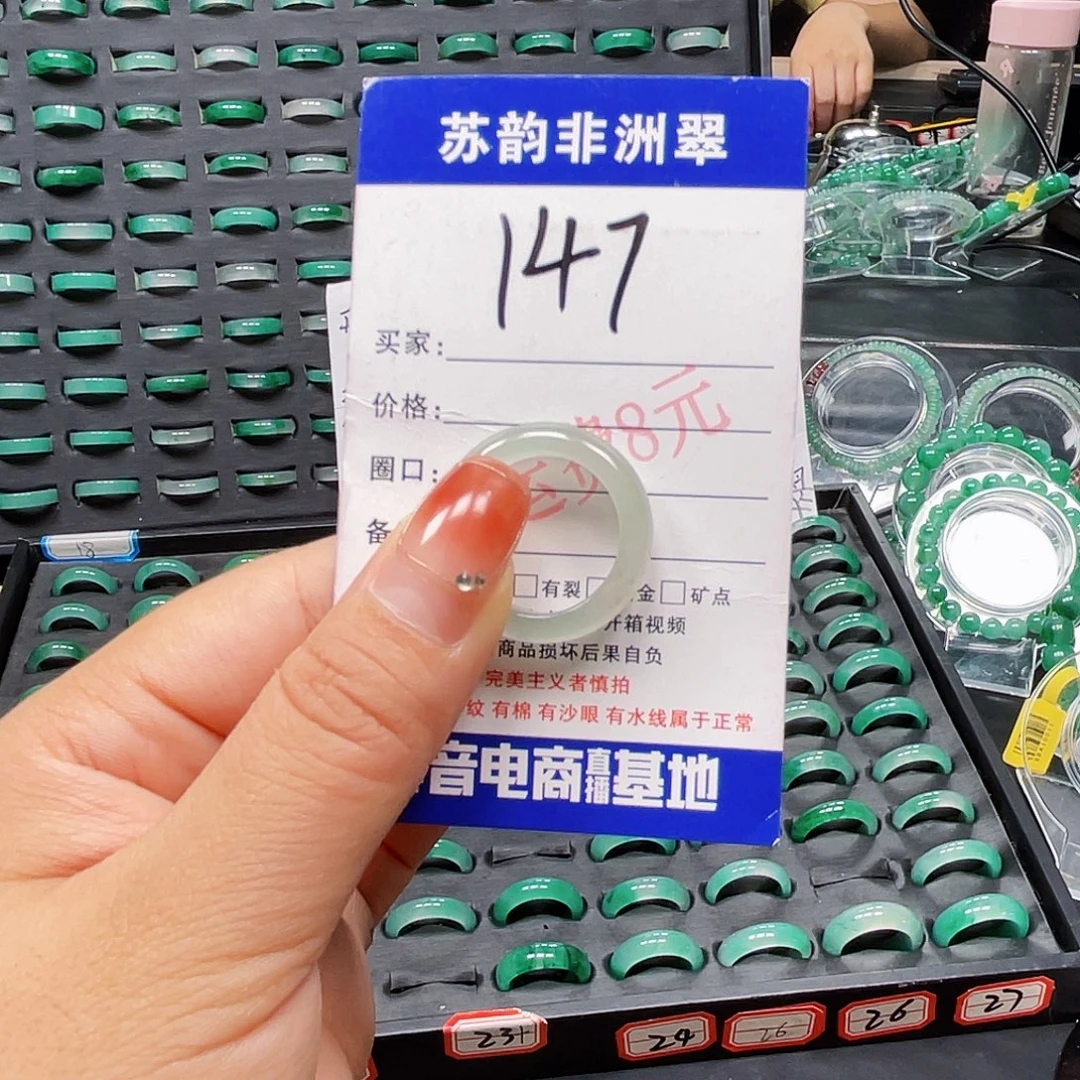 苏韵非洲翠
147
买家：
价格：
8元
圈口：
备
有裂 金 矿点
开箱视频
商品损坏后果自负
完美主义者慎拍
纹 有棉 有沙眼 有水线属于正常
音电商直播基地
18
23+
24
26
26
27